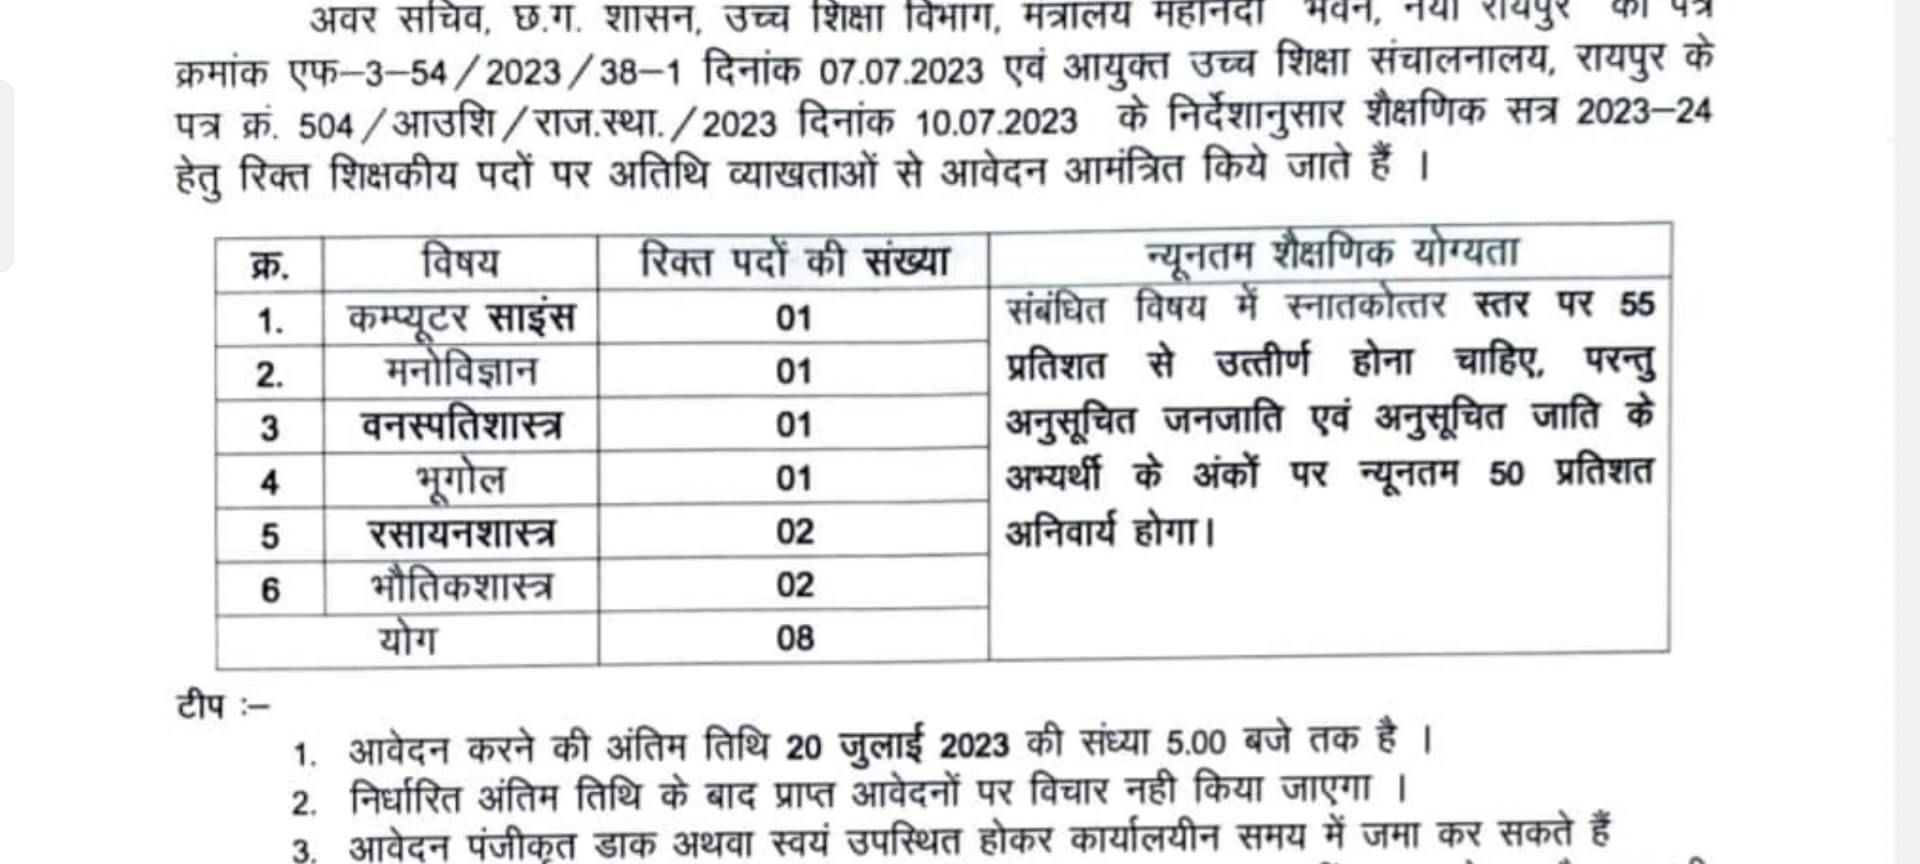 अवर सचिव, छ.ग. शासन, उच्च शिक्षा विभाग, मंत्रालय महानदी भवन, नया रायपुर का पत्र
क्रमांक एफ–3–54/2023/38–1 दिनांक 07.07.2023 एवं आयुक्त उच्च शिक्षा संचालनालय, रायपुर के
पत्र क्रं. 504/आउशि/राज.स्था./2023 दिनांक 10.07.2023 के निर्देशानुसार शैक्षणिक सत्र 2023–24
हेतु रिक्त शिक्षकीय पदों पर अतिथि व्याखताओं से आवेदन आमंत्रित किये जाते हैं ।
क्र. विषय रिक्त पदों की संख्या न्यूनतम शैक्षणिक योग्यता
1. कम्प्यूटर साइंस 01 संबंधित विषय में स्नातकोत्तर स्तर पर 55
2. मनोविज्ञान 01 प्रतिशत से उत्तीर्ण होना चाहिए, परन्तु
3 वनस्पतिशास्त्र 01 अनुसूचित जनजाति एवं अनुसूचित जाति के
4 भूगोल 01 अभ्यर्थी के अंकों पर न्यूनतम 50 प्रतिशत
5 रसायनशास्त्र 02 अनिवार्य होगा।
6 भौतिकशास्त्र 02
योग 08
टीप :–
1. आवेदन करने की अंतिम तिथि 20 जुलाई 2023 की संध्या 5.00 बजे तक है ।
2. निर्धारित अंतिम तिथि के बाद प्राप्त आवेदनों पर विचार नही किया जाएगा ।
3. आवेदन पंजीकृत डाक अथवा स्वयं उपस्थित होकर कार्यालयीन समय में जमा कर सकते हैं